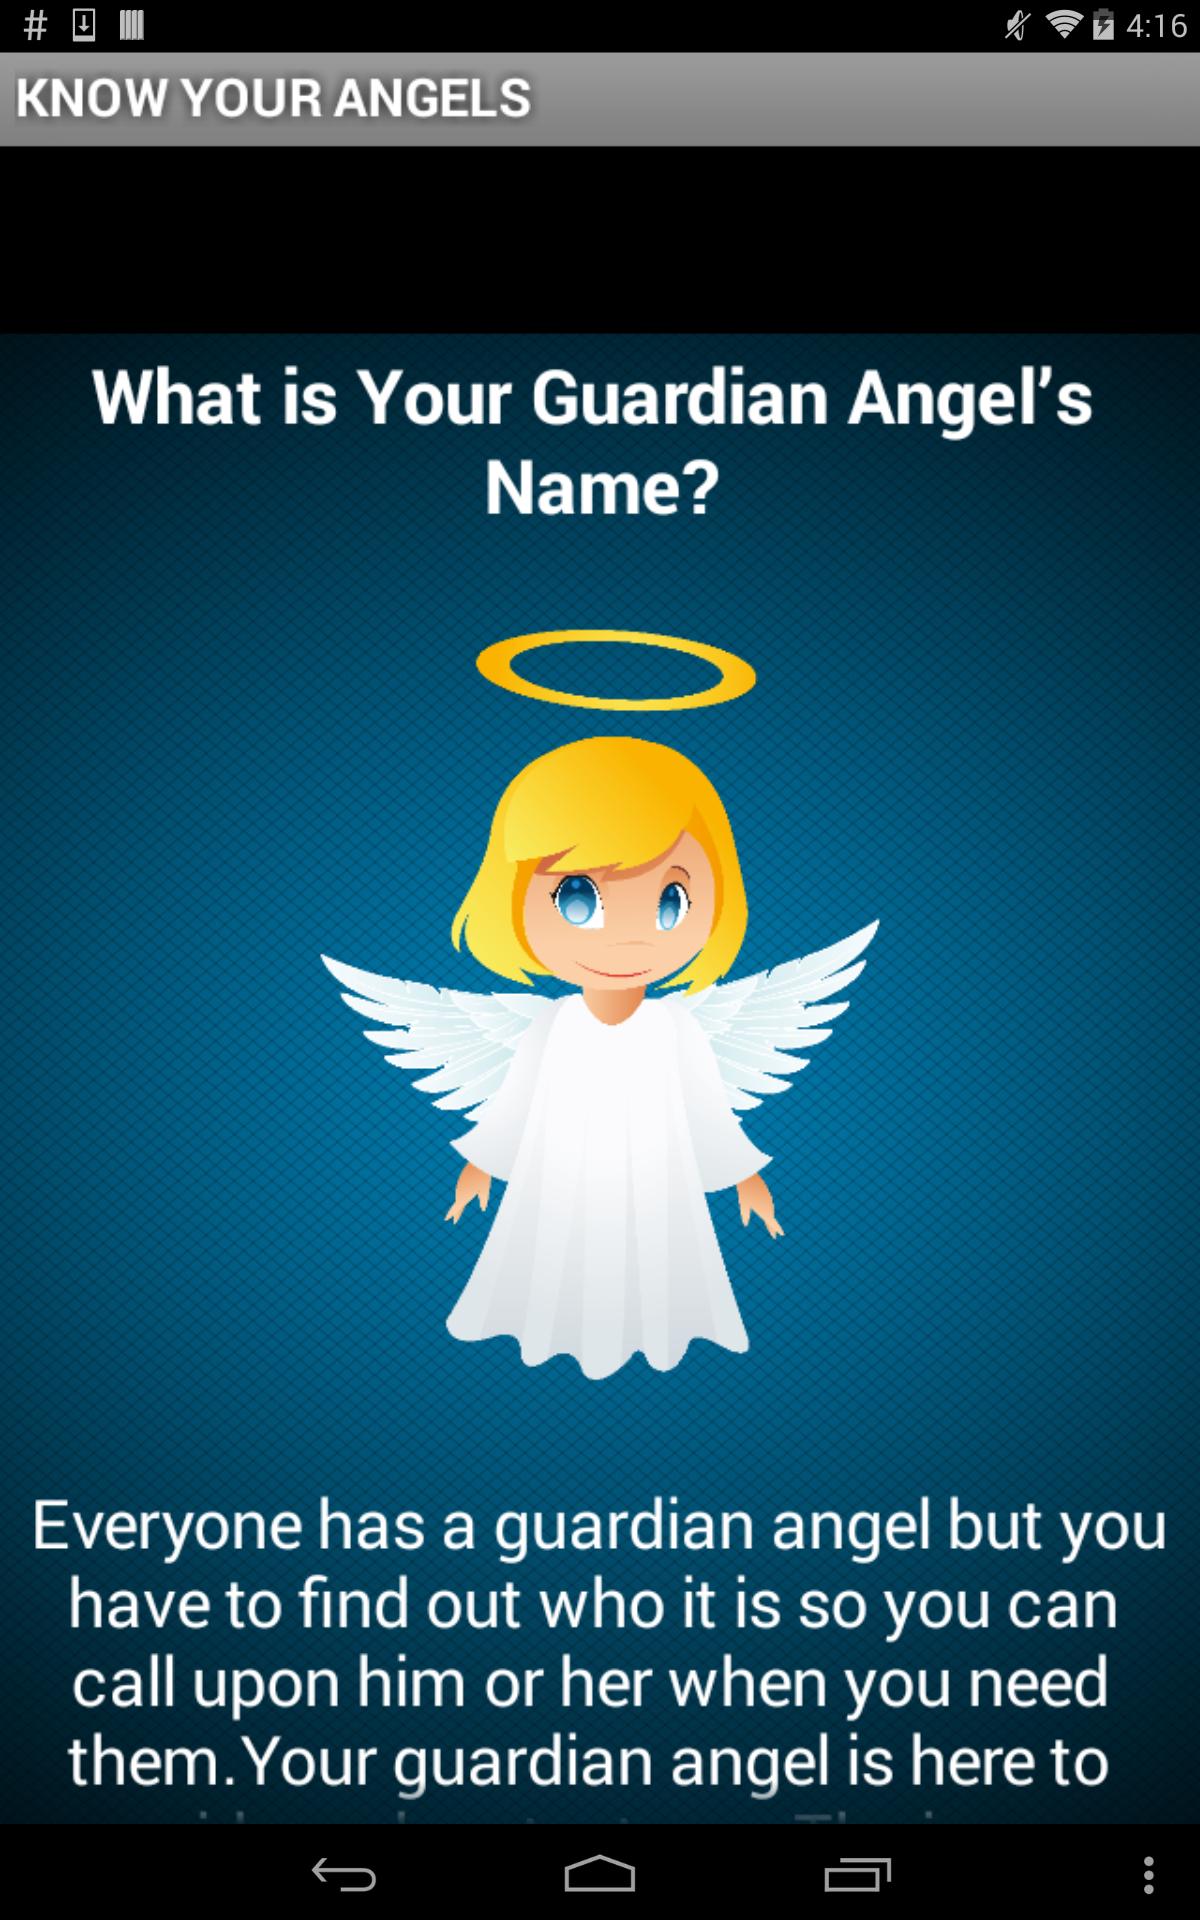 4:16
KNOW YOUR ANGELS
What is Your Guardian Angel's
Name?
Everyone has a guardian angel but you
have to find out who it is so you can
call upon him or her when you need
them.Your guardian angel is here to